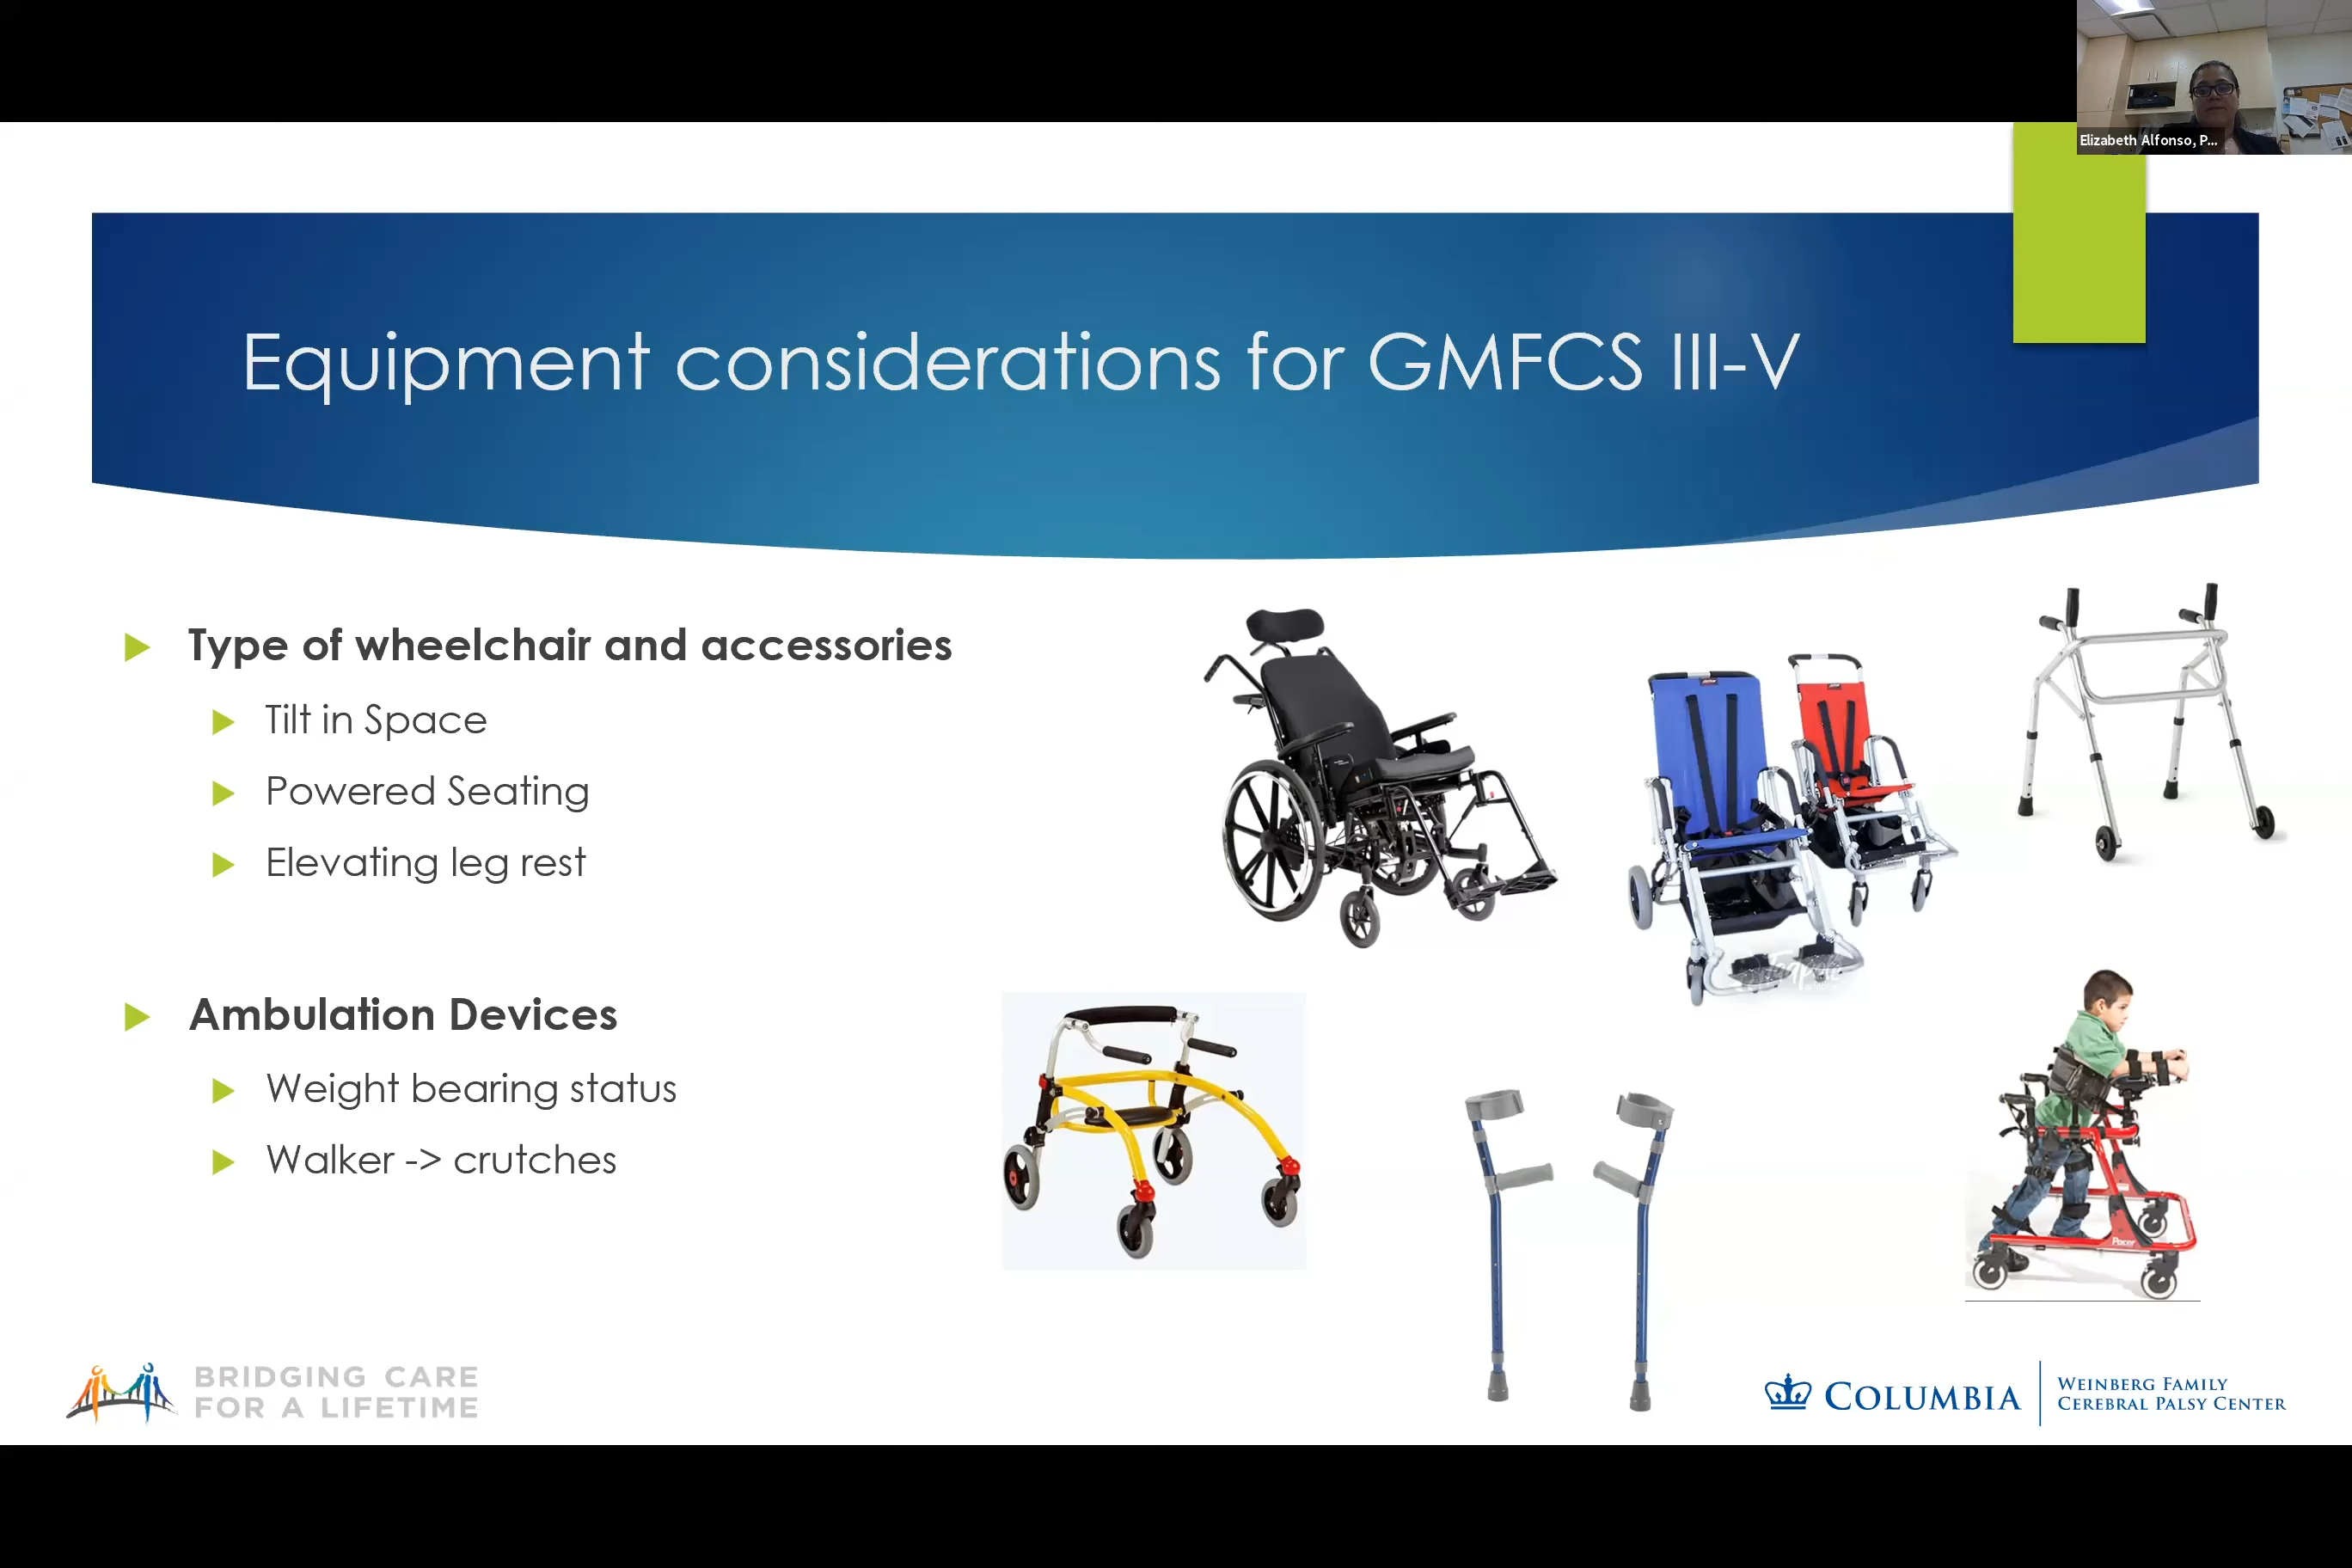 Elizabeth Alfonso, P...
Equipment considerations for GMFCS III-V
Type of wheelchair and accessories
Tilt in Space
Powered Seating
Elevating leg rest
Ambulation Devices
Weight bearing status
Walker -> crutches
Pacer
BRIDGING CARE
FOR A LIFETIME
COLUMBIA
WEINBERG FAMILY
CEREBRAL PALSY CENTER